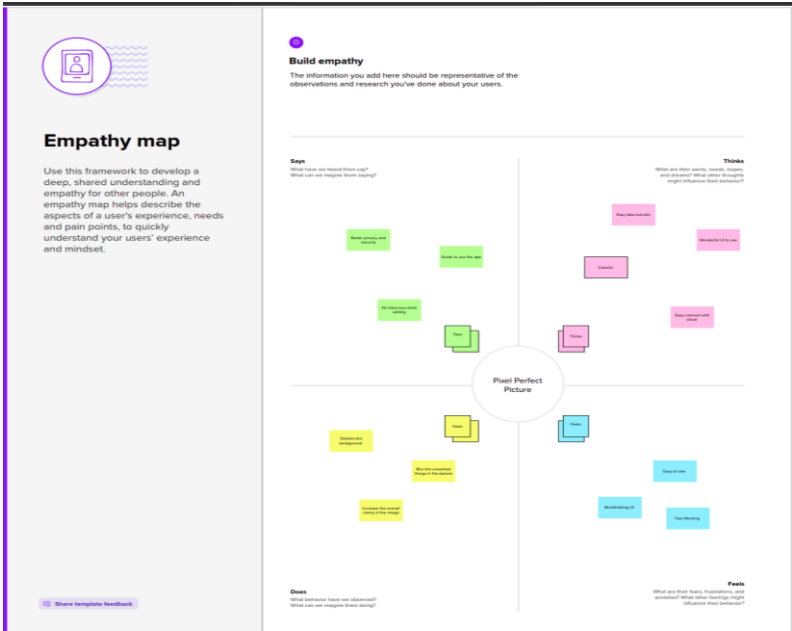 Empathy map
Use this framework to develop a
deep, shared understanding and
empathy for other people. An
empathy map helps describe the
aspects of a user's experience, needs
and pain points, to quickly
understand your users' experience
and mindset.
Share template feedback
Build empathy
The information you add here should be representative of the
observations and research you've done about your users.
Says
What have we heard them say?
What can we imagine them saying?
Better privacy and
security
Guide to use the app
No Data loss while
editing
Says
Thinks
What are their wants, needs, hopes,
and dreams? What other thoughts
might influence their behavior?
Easy data transfer
Wonderful UI to use
Colorful
Easy connect with
cloud
Thinks
Pixel Perfect
Picture
Does
Deletes the
background
Blur the unwanted
things in the picture
Increase the overall
clarity of the image
Does
What behavior have we observed?
What can we imagine them doing?
Feels
Easy to Use
Breathtaking UI
Fast Working
Feels
What are their fears, frustrations, and
anxieties? What other feelings might
influence their behavior?